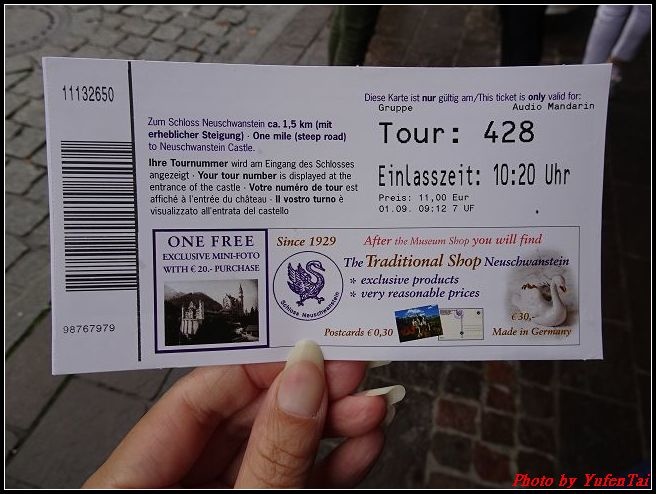 11132650
98767979
Zum Schloss Neuschwanstein ca. 1,5 km (mit
erheblicher Steigung) · One mile (steep road)
to Neuschwanstein Castle.
Ihre Tournummer wird am Eingang des Schlosses
angezeigt · Your tour number is displayed at the
entrance of the castle · Votre numéro de tour est
affiché à l'entrée du château · Il vostro turno è
visualizzato all'entrata del castello
Diese Karte ist nur gültig am/This ticket is only valid for:
Gruppe Audio Mandarin
Tour: 428
Einlasszeit: 10:20 Uhr
Preis: 11,00 Eur
01.09. 09:12 7 UF
ONE FREE
EXCLUSIVE MINI-FOTO
WITH € 20.- PURCHASE
Since 1929
Schloss Neuschwanstein
After the Museum Shop you will find
The Traditional Shop Neuschwanstein
* exclusive products
* very reasonable prices
Postcards € 0,30
€ 30,-
Made in Germany
Photo by YufenTai